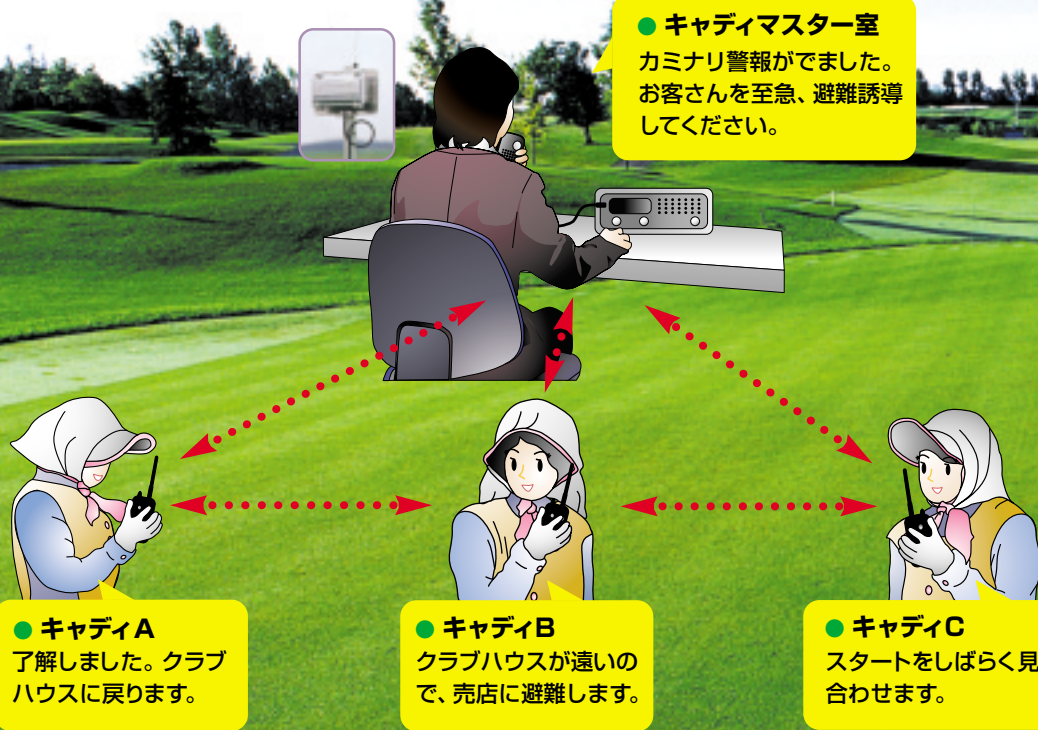 ● キャディマスター室
カミナリ警報がでました。
お客さんを至急、避難誘導
してください。
● キャディA
了解しました。クラブ
ハウスに戻ります。
● キャディB
クラブハウスが遠いの
で、売店に避難します。
● キャディC
スタートをしばらく見
合わせます。